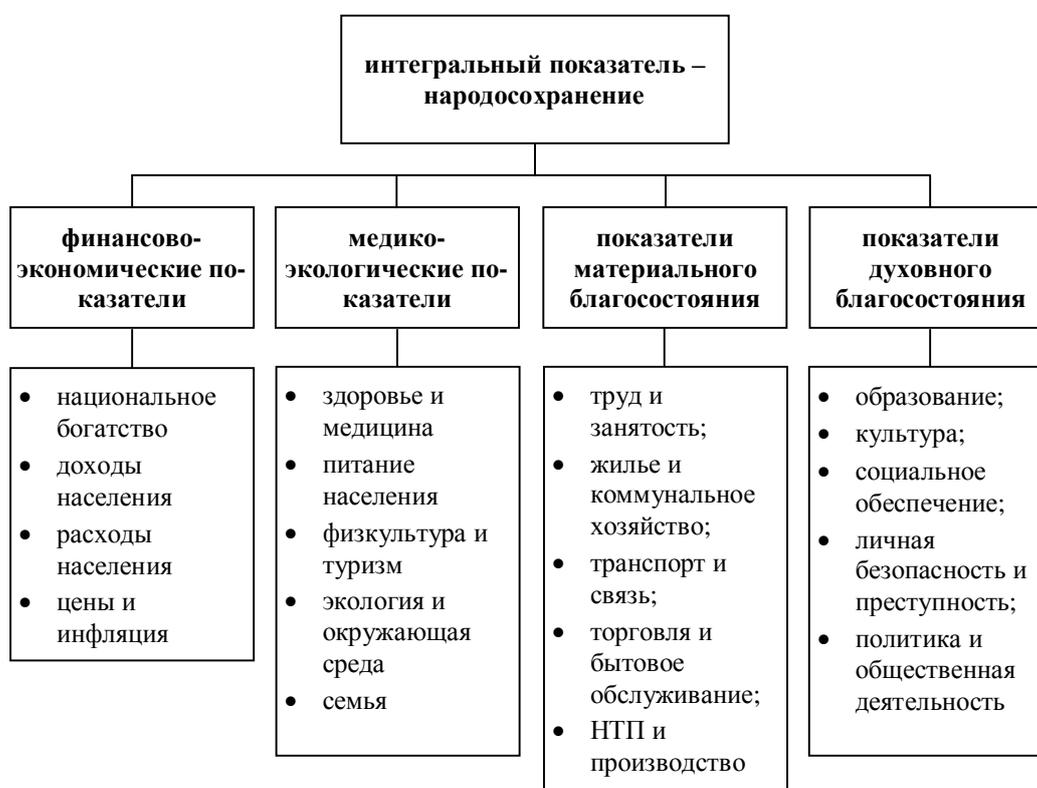 интегральный показатель –
народосохранение
финансово-
экономические по-
казатели
медико-
экологические по-
казатели
показатели
материального
благосостояния
показатели
духовного
благосостояния
• национальное
богатство
• доходы
населения
• расходы
населения
• цены и
инфляция
• здоровье и
медицина
• питание
населения
• физкультура и
туризм
• экология и
окружающая
среда
• семья
• труд и
занятость;
• жилье и
коммунальное
хозяйство;
• транспорт и
связь;
• торговля и
бытовое
обслуживание;
• НТП и
производство
• образование;
• культура;
• социальное
обеспечение;
• личная
безопасность и
преступность;
• политика и
общественная
деятельность